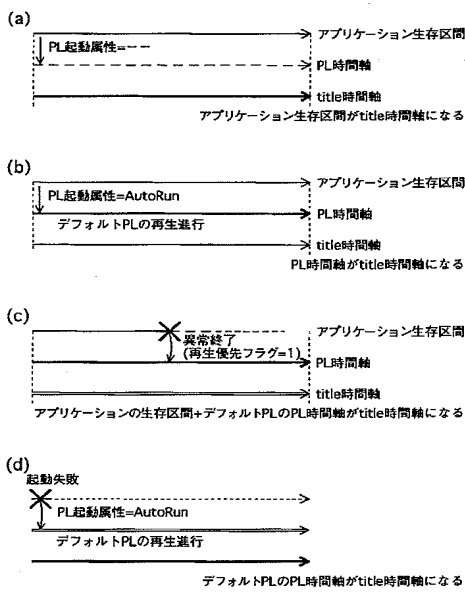 (a)
アプリケーション生存区間
PL起動属性=---
PL時間軸
title時間軸
アプリケーション生存区間がtitle時間軸になる
(b)
アプリケーション生存区間
PL起動属性=AutoRun
PL時間軸
デフォルトPLの再生進行
title時間軸
PL時間軸がtitle時間軸になる
(c)
アプリケーション生存区間
異常終了
(再生優先フラグ=1)
PL時間軸
title時間軸
アプリケーションの生存区間+デフォルトPLのPL時間軸がtitle時間軸になる
(d)
起動失敗
PL起動属性=AutoRun
デフォルトPLの再生進行
デフォルトPLのPL時間軸がtitle時間軸になる